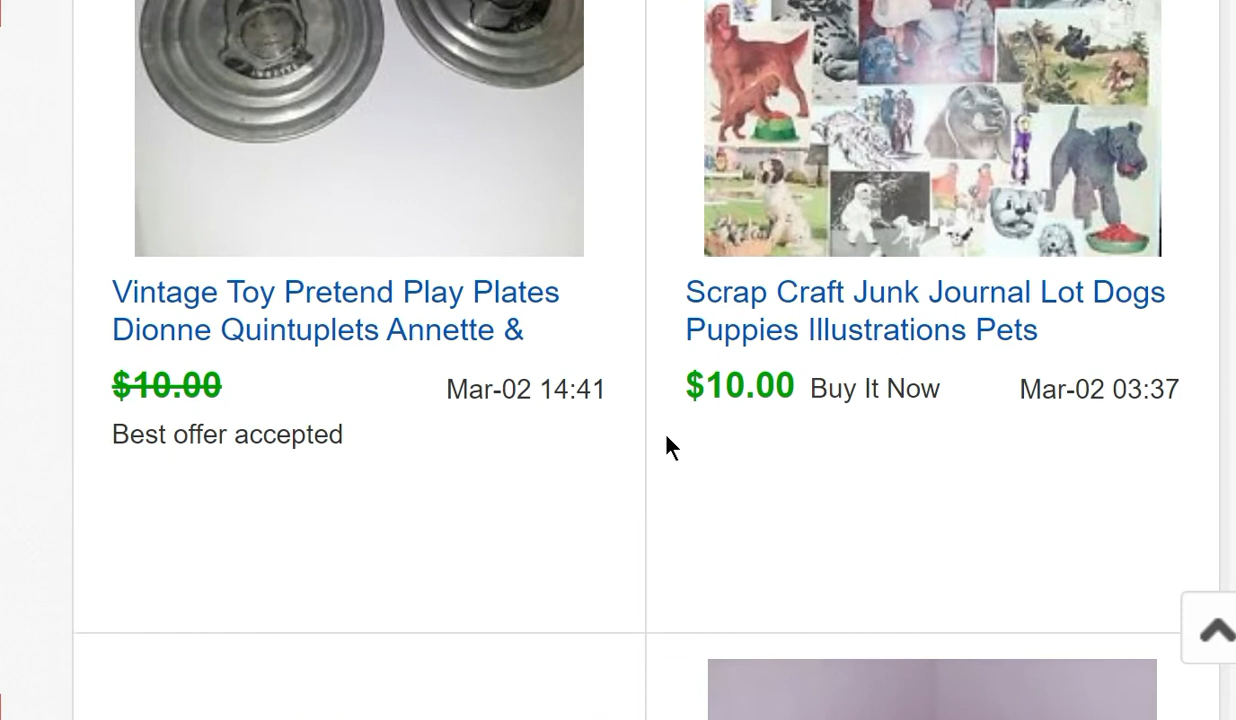 Vintage Toy Pretend Play Plates
Dionne Quintuplets Annette &
$10.00 Mar-02 14:41
Best offer accepted
Scrap Craft Junk Journal Lot Dogs
Puppies Illustrations Pets
$10.00 Buy It Now Mar-02 03:37